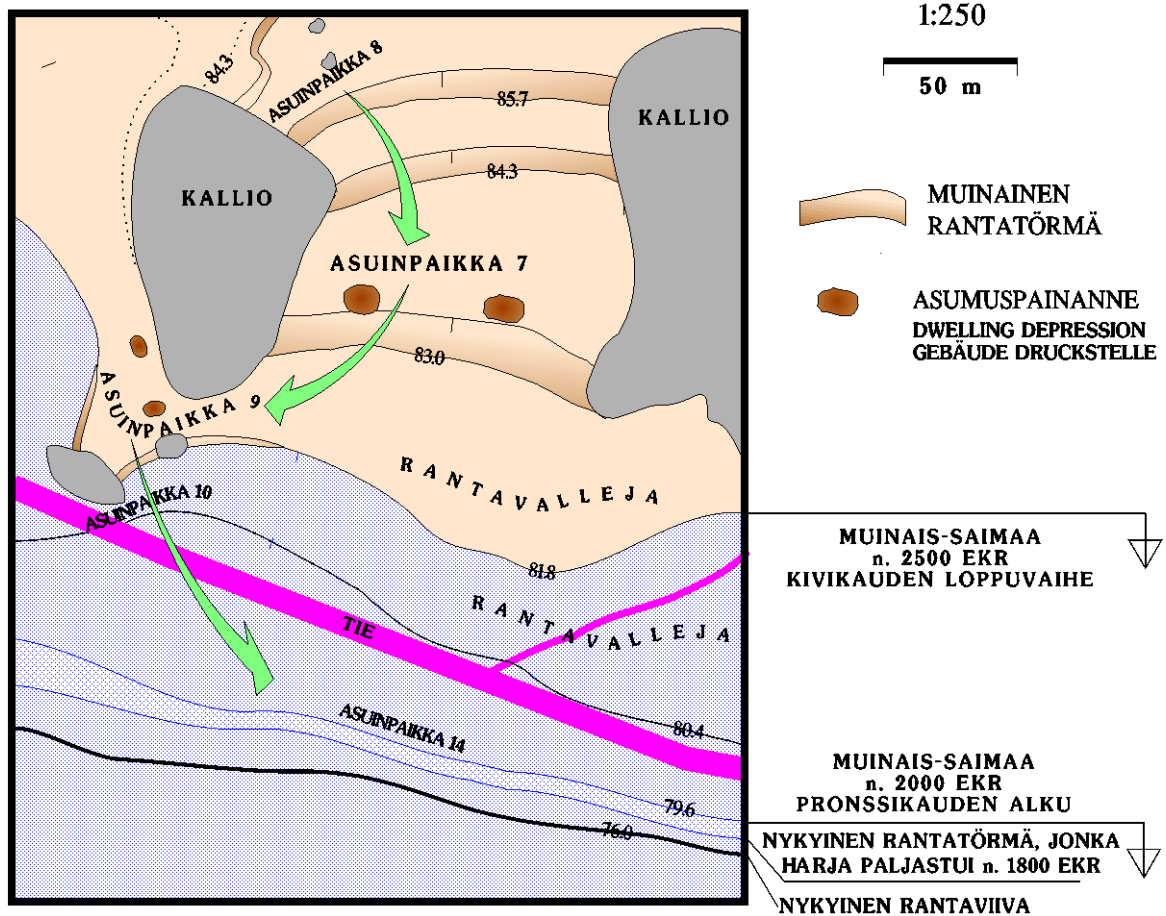 1:250
50 m
MUINAINEN
RANTATÖRMÄ
ASUMUSPAINANNE
DWELLING DEPRESSION
GEBÄUDE DRUCKSTELLE
84.3
ASUINPAIKKA 8
85.7
KALLIO
84.3
KALLIO
ASUINPAIKKA 7
83.0
ASUINPAIKKA 9
RANTAVALLEJA
ASUINPAIKKA 10
81.8
RANTAVALLEJA
TIE
80.4
ASUINPAIKKA 14
79.6
76.0
MUINAIS-SAIMAA
n. 2500 EKR
KIVIKAUDEN LOPPUVAIHE
MUINAIS-SAIMAA
n. 2000 EKR
PRONSSIKAUDEN ALKU
NYKYINEN RANTATÖRMÄ, JONKA
HARJA PALJASTUI n. 1800 EKR
NYKYINEN RANTAVIIVA